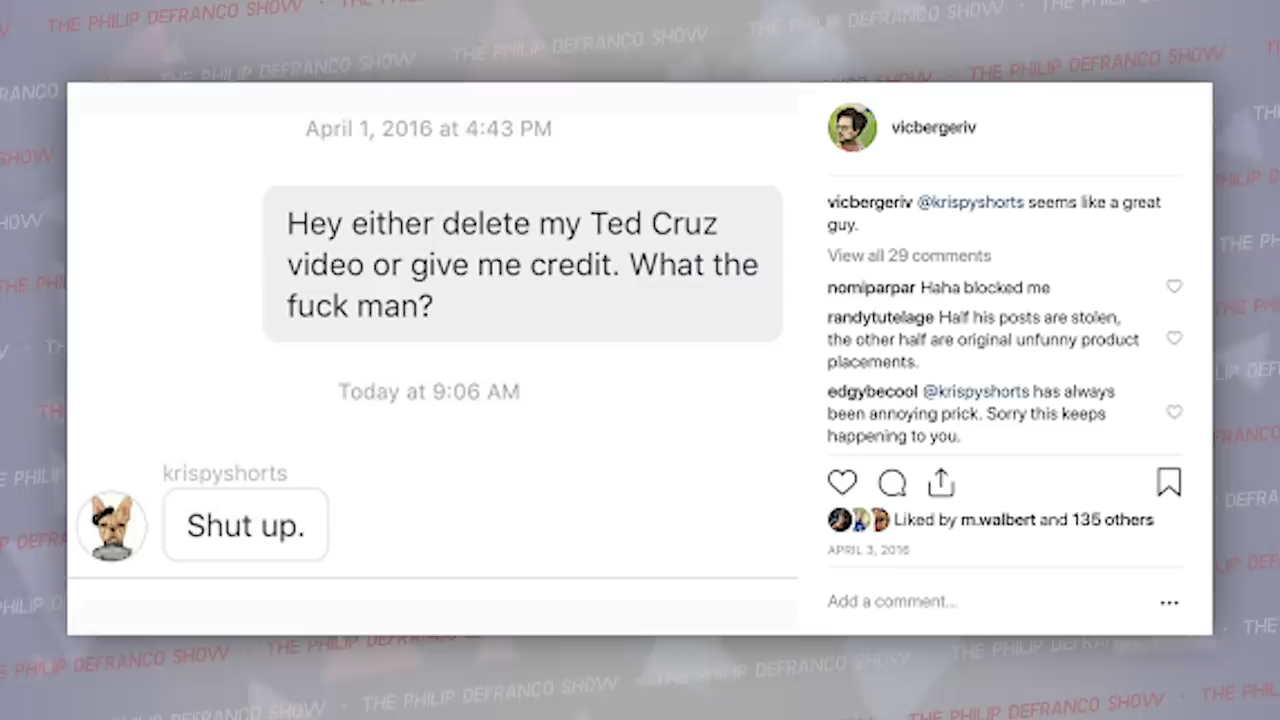 THE PHILIP DEFRANCO SHOW
April 1, 2016 at 4:43 PM
Hey either delete my Ted Cruz
video or give me credit. What the
fuck man?
Today at 9:06 AM
krispyshorts
Shut up.
vicbergeriv
vicbergeriv @krispyshorts seems like a great
guy.
View all 29 comments
nomiparpar Haha blocked me
randytutelage Half his posts are stolen,
the other half are original unfunny product
placements.
edgybecool @krispyshorts has always
been annoying prick. Sorry this keeps
happening to you.
Liked by m.walbert and 135 others
APRIL 3, 2016
Add a comment...
THE PHILIP DEFRANCO SHOW